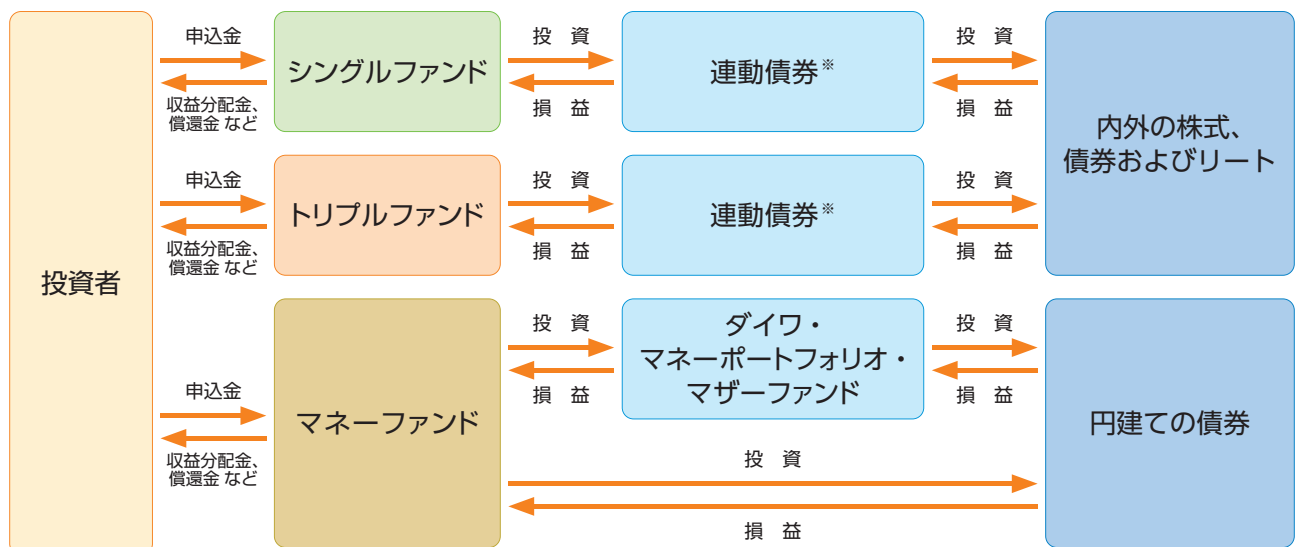 投資者
申込金
収益分配金、
償還金 など
シングルファンド
投 資
損 益
連動債券※
投 資
損 益
内外の株式、
債券およびリート
申込金
収益分配金、
償還金 など
トリプルファンド
投 資
損 益
連動債券※
投 資
損 益
申込金
収益分配金、
償還金 など
マネーファンド
投 資
損 益
ダイワ・
マネーポートフォリオ・
マザーファンド
投 資
損 益
円建ての債券
投 資
損 益